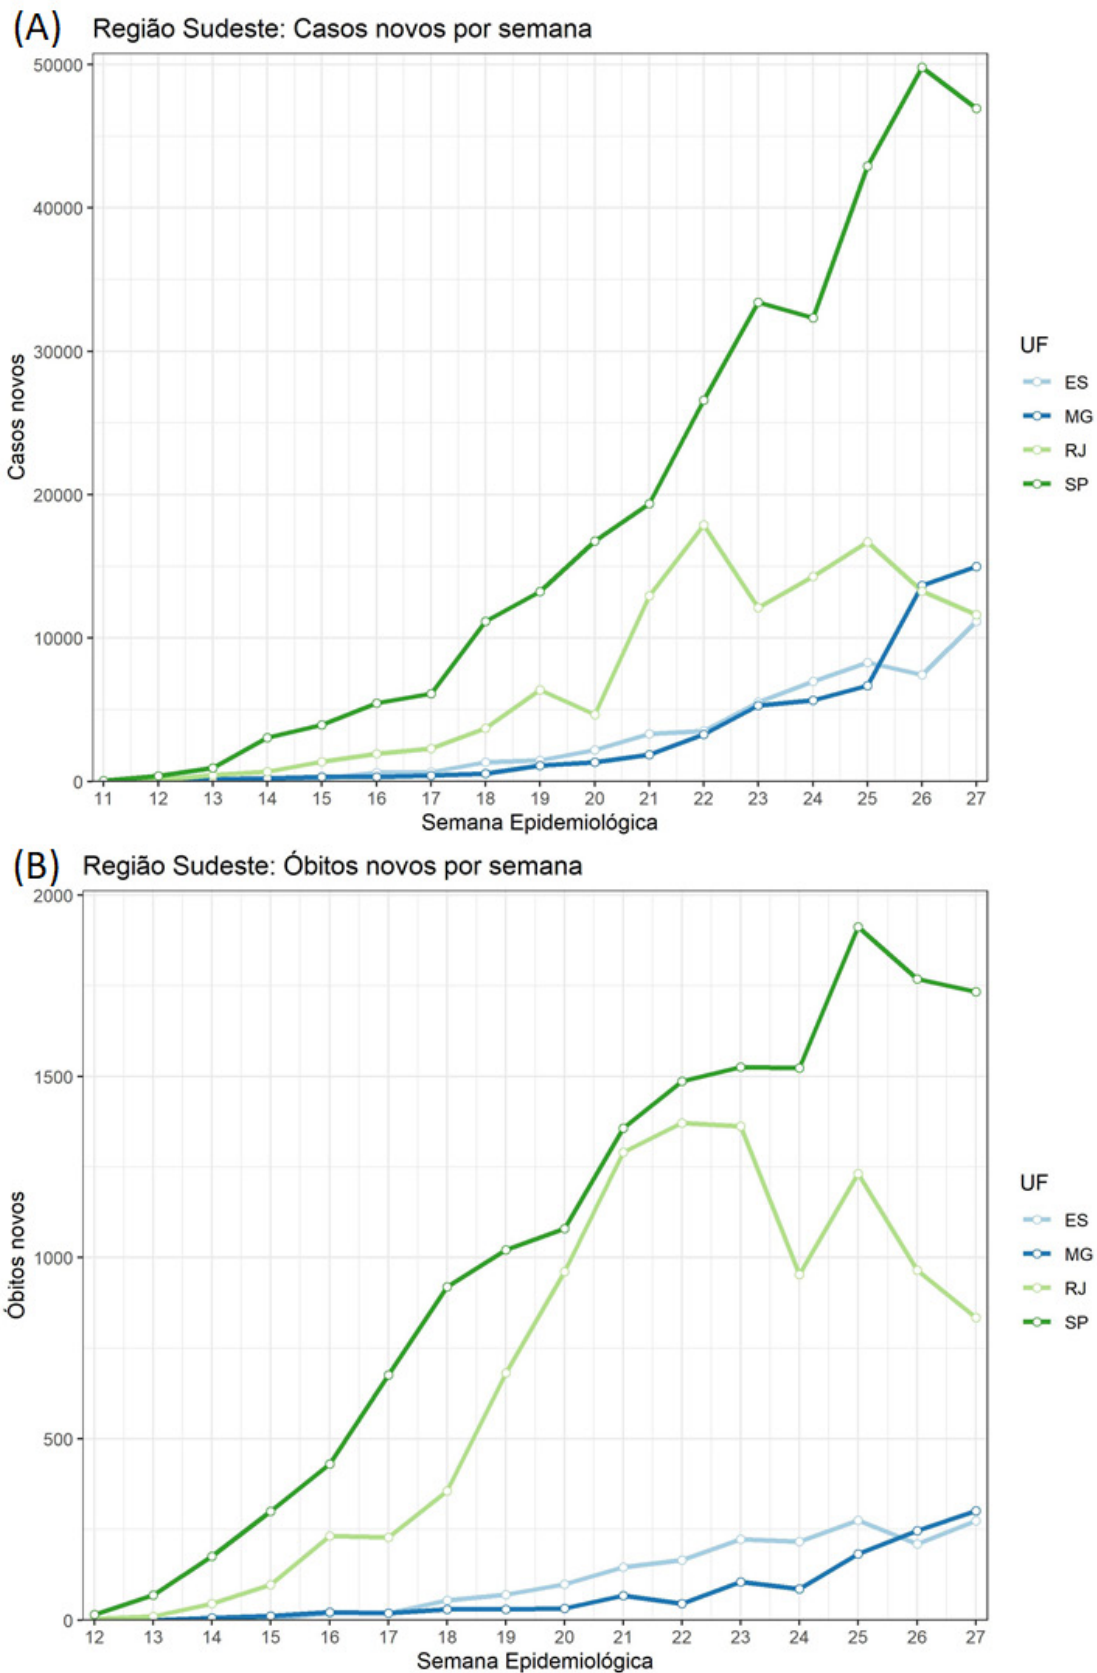 (A) Região Sudeste: Casos novos por semana
50000
40000
30000
20000
10000
0
Casos novos
11 12 13 14 15 16 17 18 19 20 21 22 23 24 25 26 27
Semana Epidemiológica
UF
ES
MG
RJ
SP
(B) Região Sudeste: Óbitos novos por semana
2000
1500
1000
500
0
Óbitos novos
12 13 14 15 16 17 18 19 20 21 22 23 24 25 26 27
Semana Epidemiológica
UF
ES
MG
RJ
SP